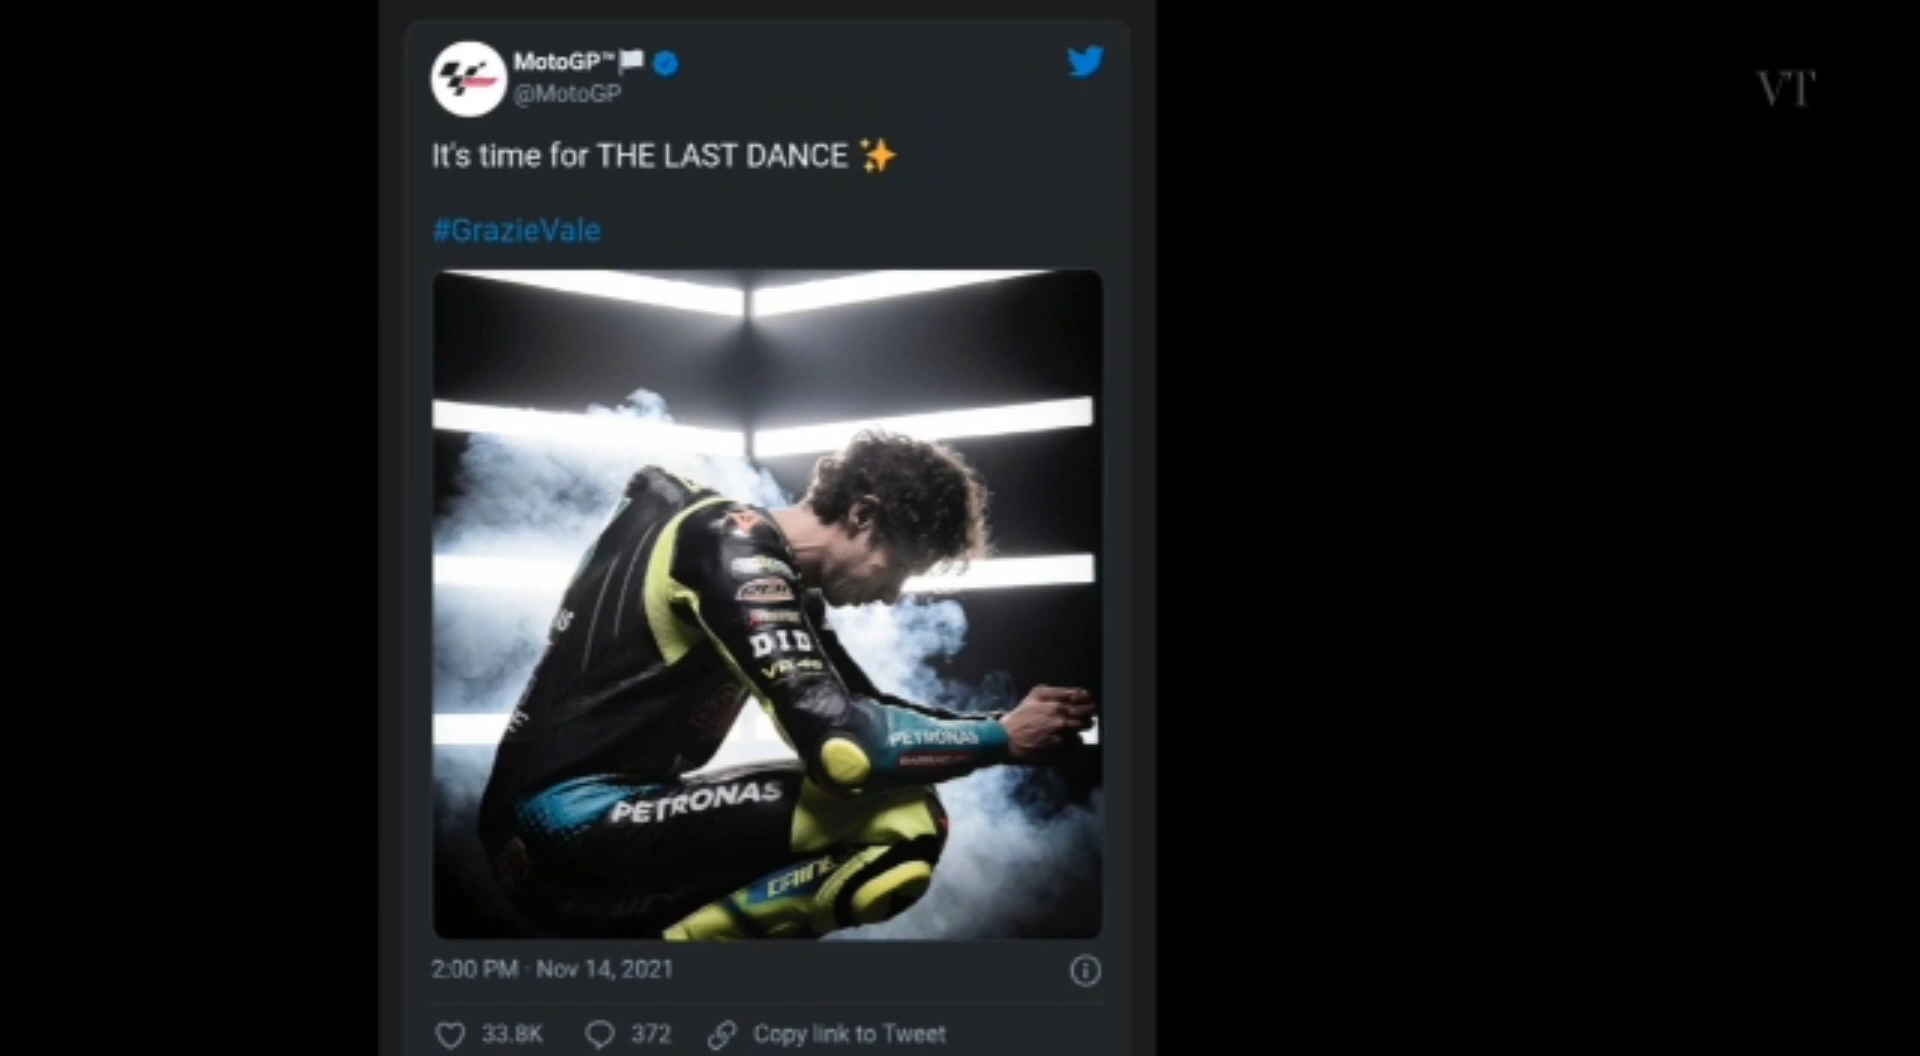 MotoGP™
@MotoGP
VT
It's time for THE LAST DANCE ✨
#GrazieVale
DID
VR46
PETRONAS
PETRONAS
2:00 PM · Nov 14, 2021
33.8K 372 Copy link to Tweet